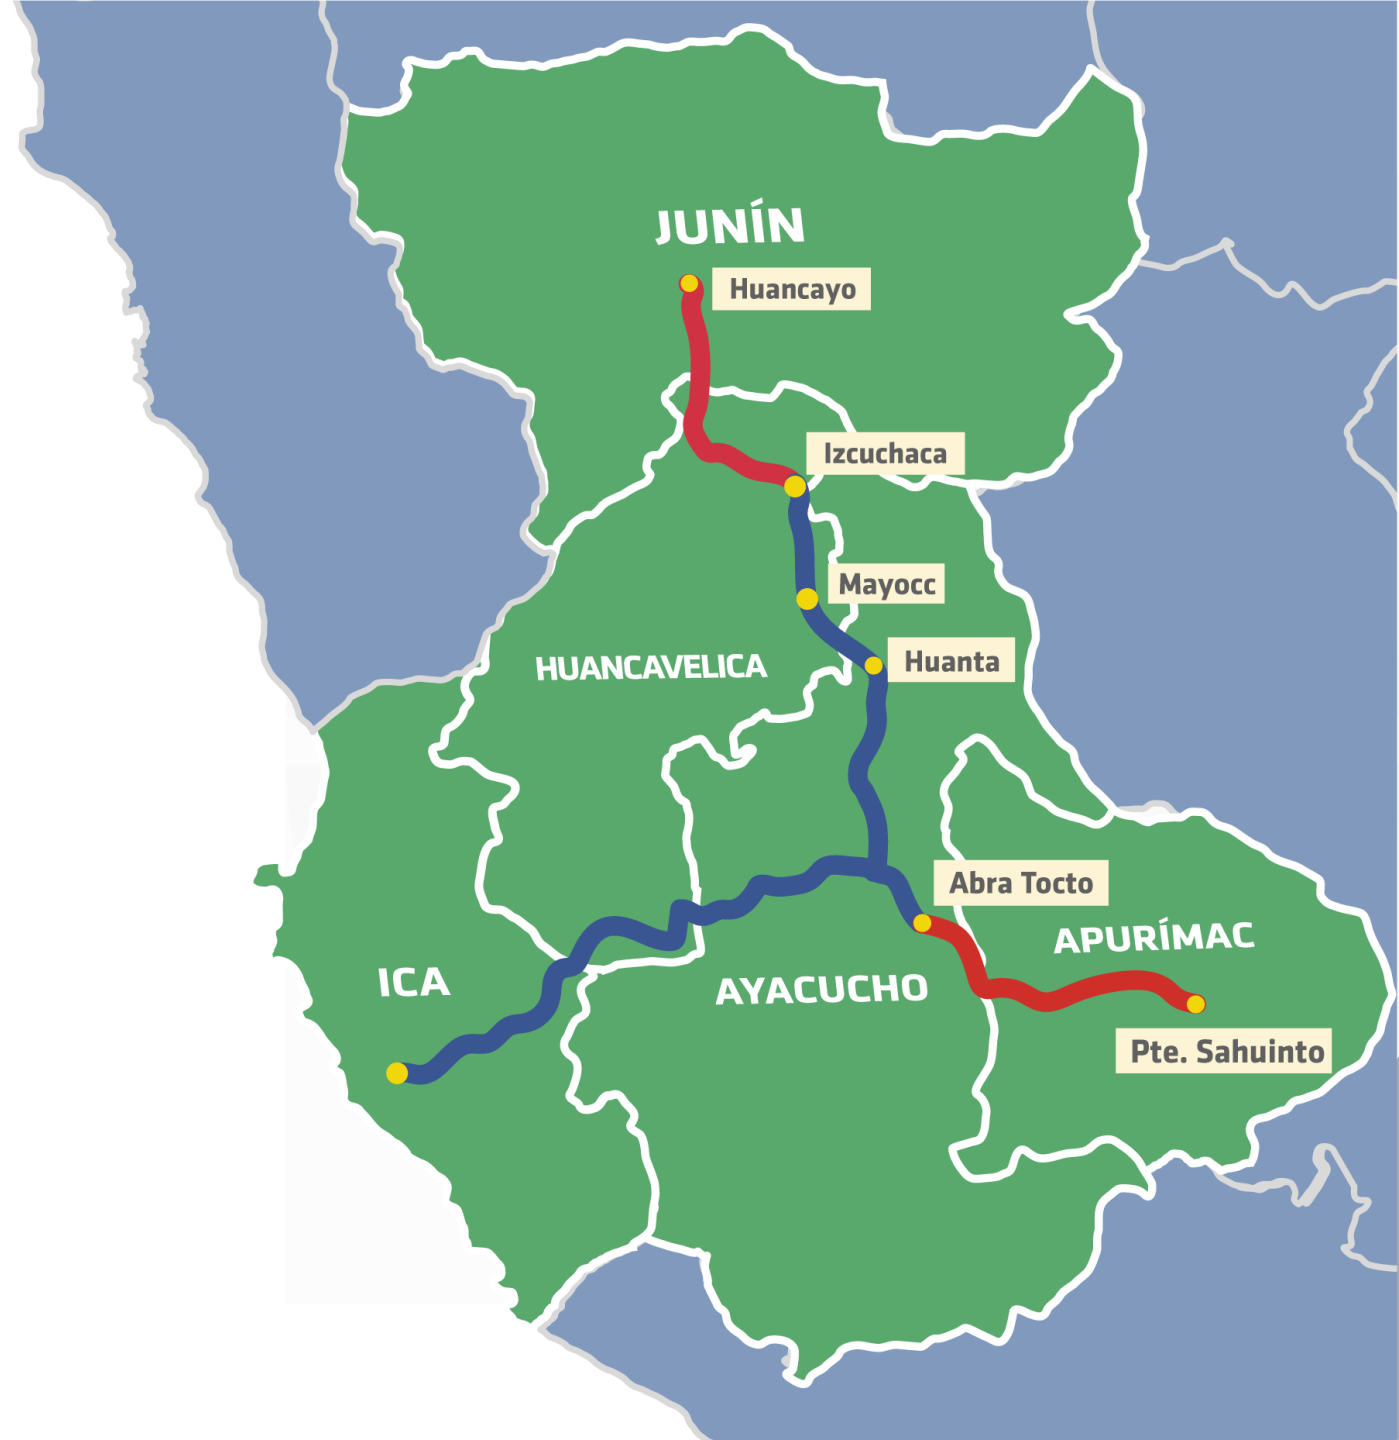 JUNÍN
Huancayo
Izcuchaca
Mayocc
Huanta
HUANCAVELICA
Abra Tocto
APURÍMAC
ICA
AYACUCHO
Pte. Sahuinto